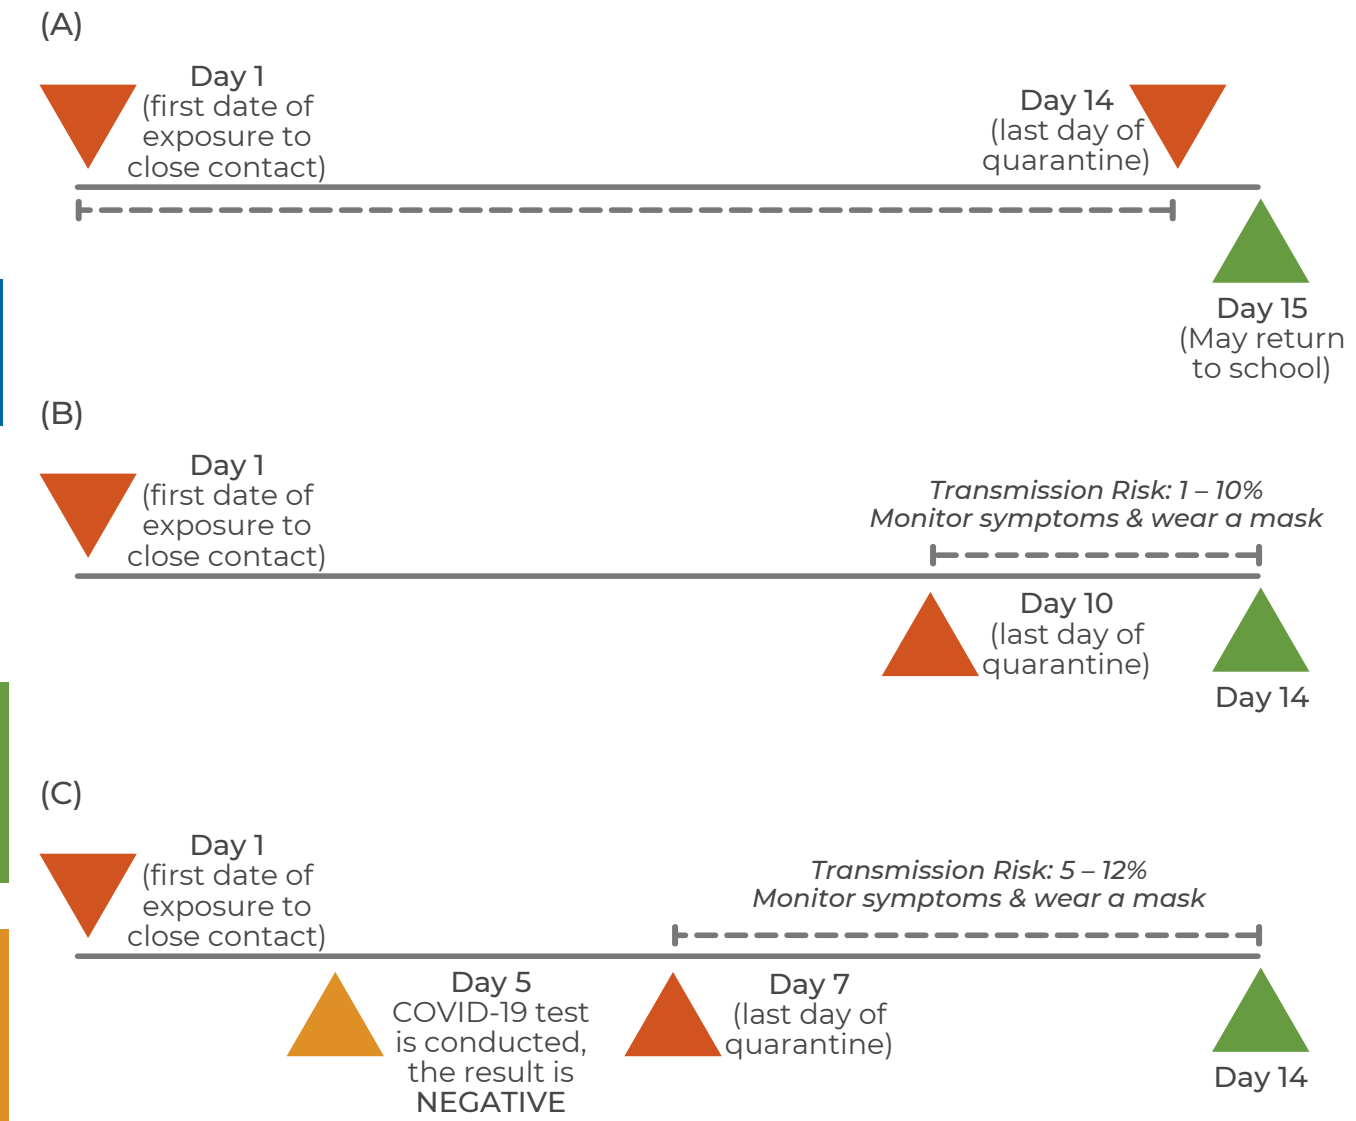 (A)
Day 1
(first date of
exposure to
close contact)
Day 14
(last day of
quarantine)
Day 15
(May return
to school)
(B)
Day 1
(first date of
exposure to
close contact)
Transmission Risk: 1 – 10%
Monitor symptoms & wear a mask
Day 10
(last day of
quarantine)
Day 14
(C)
Day 1
(first date of
exposure to
close contact)
Transmission Risk: 5 – 12%
Monitor symptoms & wear a mask
Day 5
COVID-19 test
is conducted,
the result is
NEGATIVE
Day 7
(last day of
quarantine)
Day 14